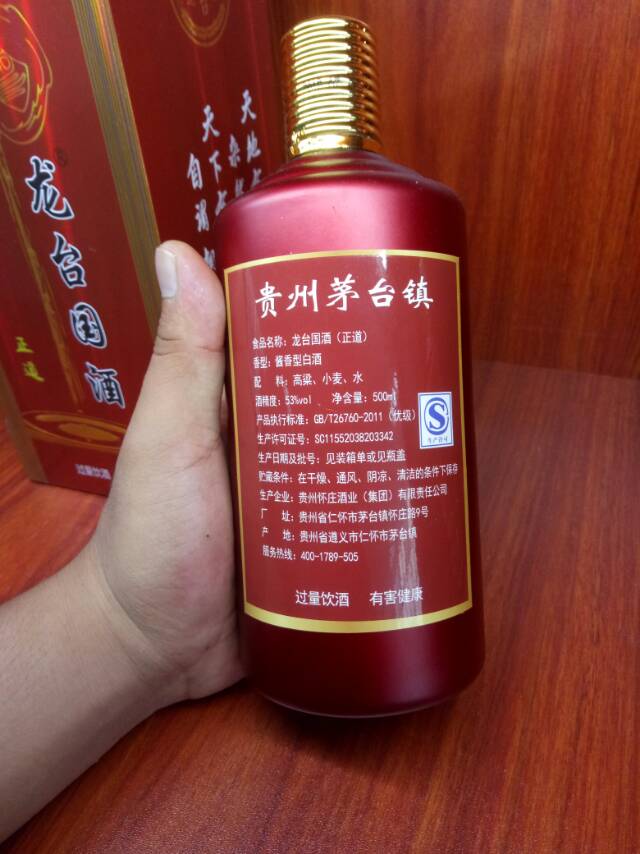 龙台国酒
正道
过量饮酒
天下
自酒
贵州茅台镇
食品名称：龙台国酒（正道）
香型：酱香型白酒
配　料：高粱、小麦、水
酒精度：53%vol　净含量：500ml
产品执行标准：GB/T26760-2011（优级）
生产许可证号：SC11552038203342
生产日期及批号：见装箱单或见瓶盖
贮藏条件：在干燥、通风、阴凉、清洁的条件下保存
生产企业：贵州怀庄酒业（集团）有限责任公司
厂　址：贵州省仁怀市茅台镇怀庄路9号
产　地：贵州省遵义市仁怀市茅台镇
服务热线：400-1789-505
过量饮酒　有害健康
生产许可